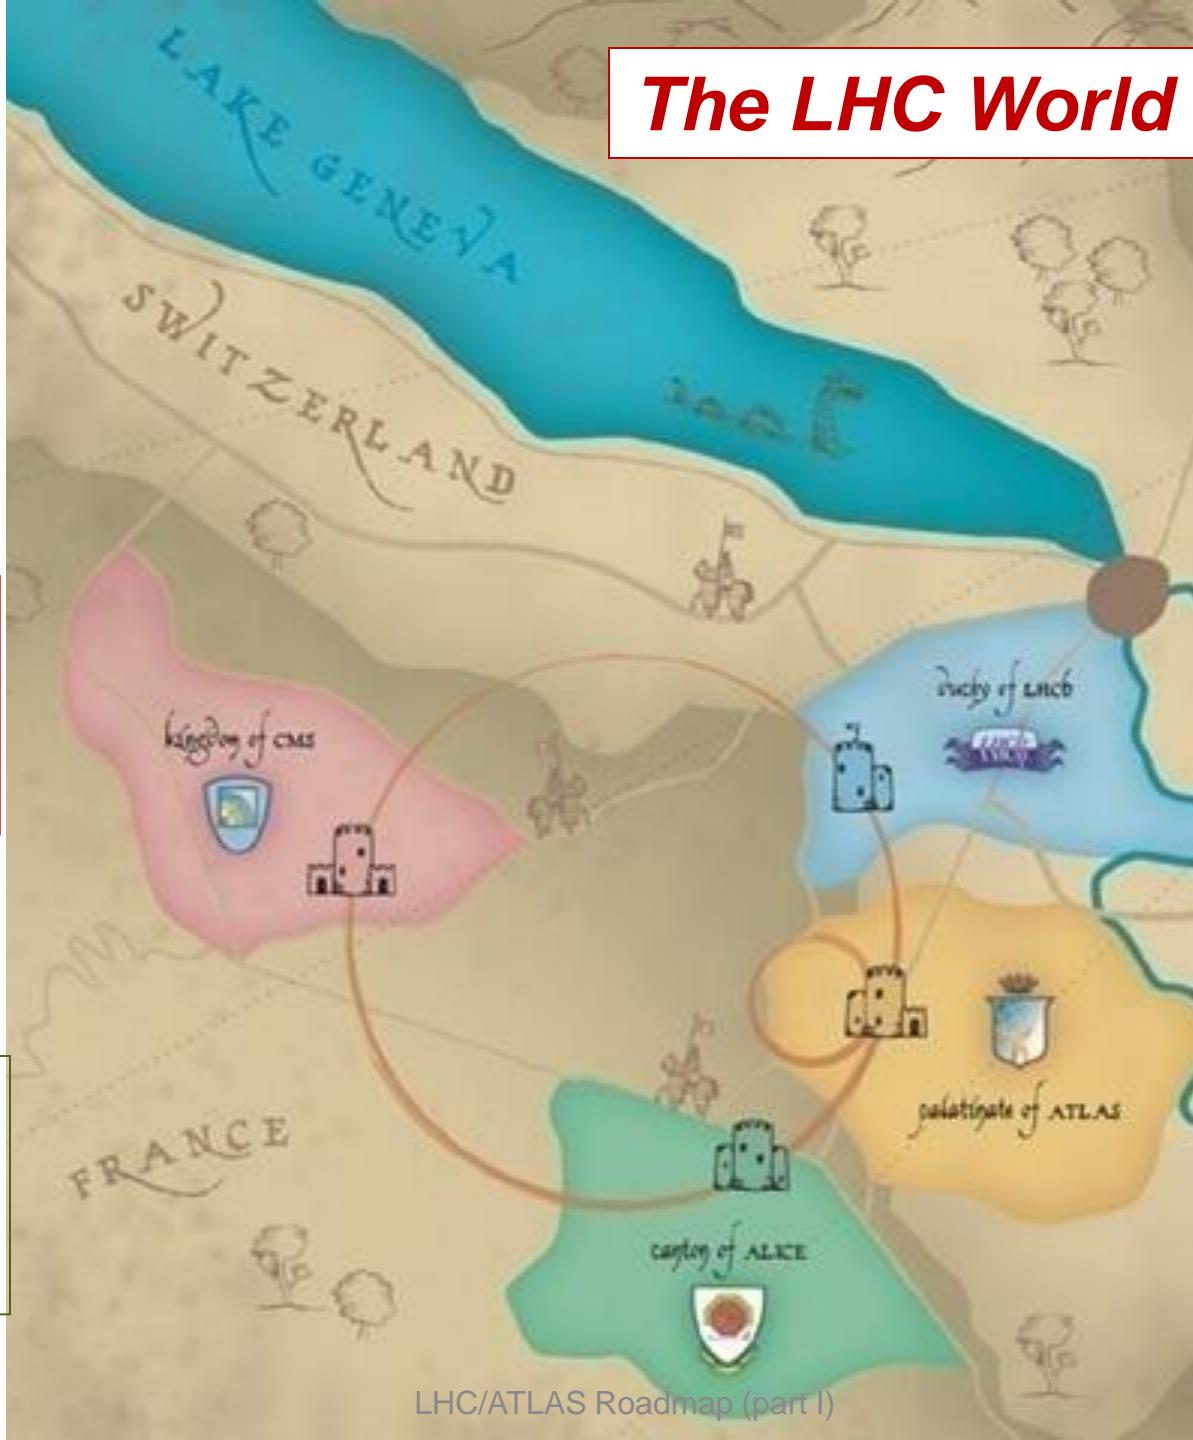 The LHC World
LAKE GENEVA
SWITZERLAND
duchy of LHCb
kingdom of CMS
palatinate of ATLAS
FRANCE
canton of ALICE
LHC/ATLAS Roadmap (part I)